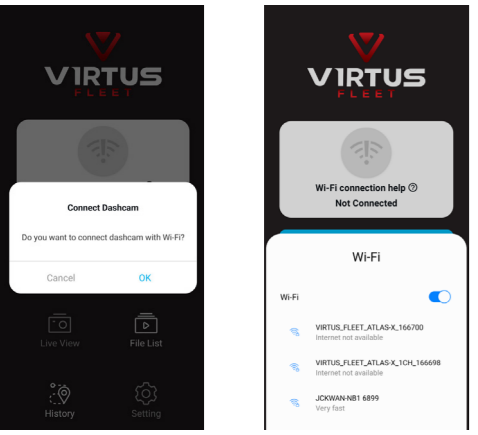 VIRTUS
FLEET
Connect Dashcam
Do you want to connect dashcam with Wi-Fi?
Cancel
OK
Live View
File List
History
Setting
VIRTUS
FLEET
Wi-Fi connection help
Not Connected
Wi-Fi
Wi-Fi
VIRTUS_FLEET_ATLAS-X_166700
Internet not available
VIRTUS_FLEET_ATLAS-X_1CH_166698
Internet not available
JCKWAN-NB1 6899
Very fast